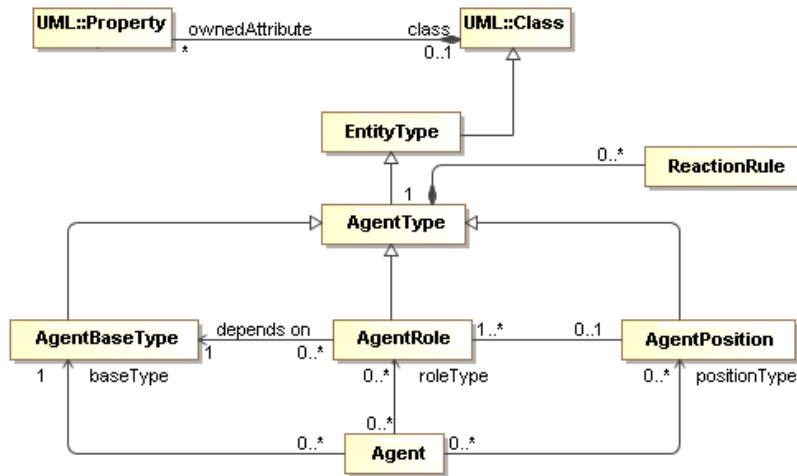 UML::Property
ownedAttribute
class
UML::Class
*
0..1
EntityType
0..*
ReactionRule
1
AgentType
AgentBaseType
depends on
AgentRole
1..*
0..1
AgentPosition
1
0..*
1
baseType
0..*
roleType
0..*
positionType
0..*
0..*
Agent
0..*